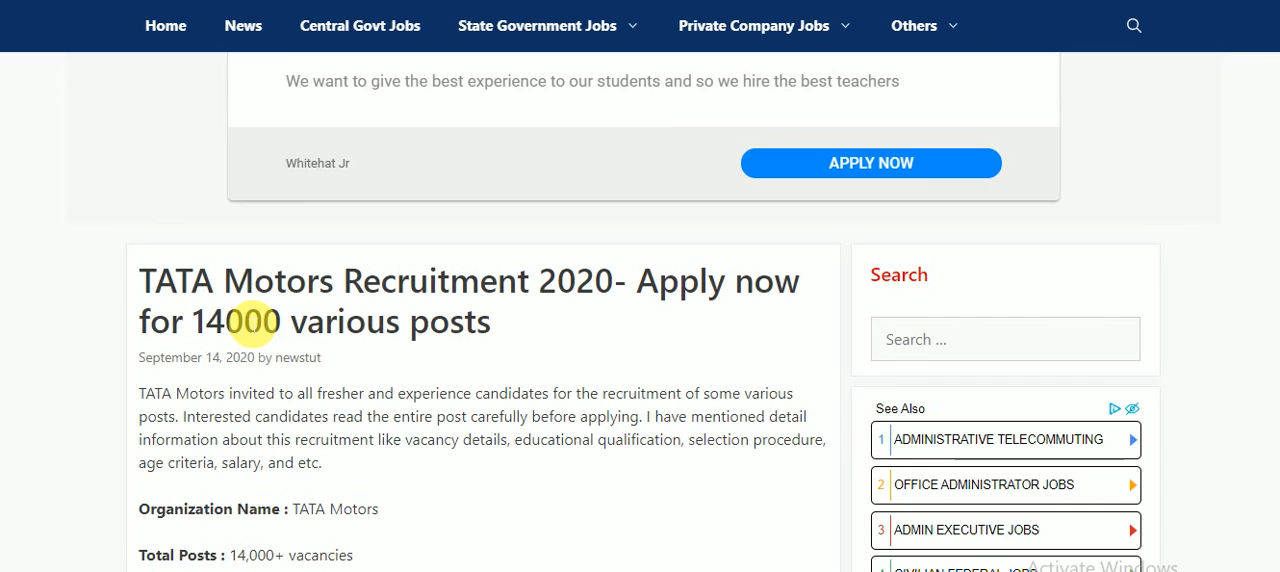 Home News Central Govt Jobs State Government Jobs Private Company Jobs Others
We want to give the best experience to our students and so we hire the best teachers
Whitehat Jr
APPLY NOW
TATA Motors Recruitment 2020- Apply now
for 14000 various posts
September 14, 2020 by newstut
TATA Motors invited to all fresher and experience candidates for the recruitment of some various
posts. Interested candidates read the entire post carefully before applying. I have mentioned detail
information about this recruitment like vacancy details, educational qualification, selection procedure,
age criteria, salary, and etc.
Organization Name : TATA Motors
Total Posts : 14,000+ vacancies
Search
Search ...
See Also
1 ADMINISTRATIVE TELECOMMUTING
2 OFFICE ADMINISTRATOR JOBS
3 ADMIN EXECUTIVE JOBS
CIVILIAN FEDERAL JOBS
Activate Windows